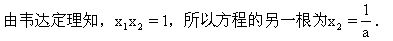 由韦达定理知，x₁x₂ = 1，所以方程的另一根为x₂ = 1/a．